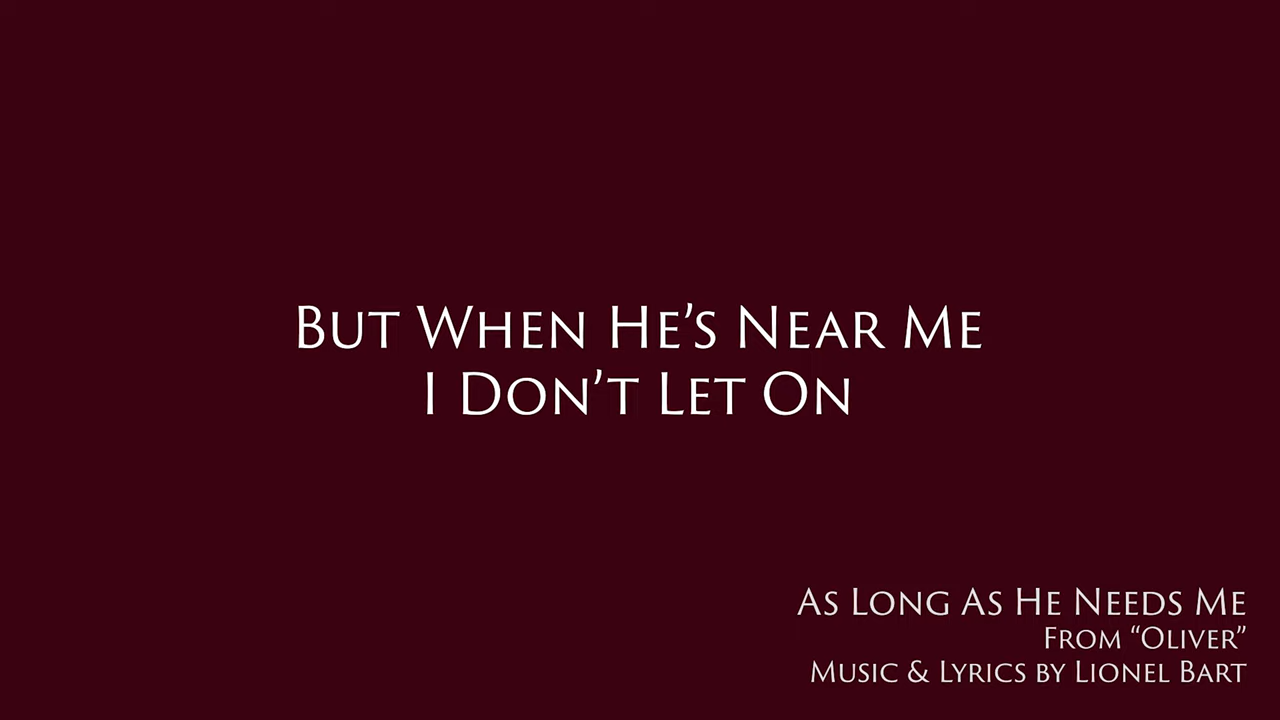 But When He’s Near Me
I Don’t Let On
As Long As He Needs Me
From “Oliver”
Music & Lyrics by Lionel Bart